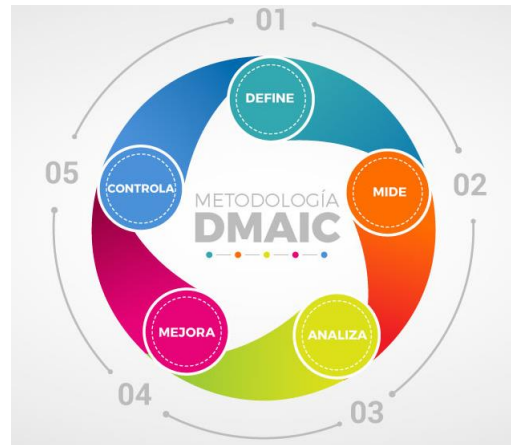 01
DEFINE
05
CONTROLA
METODOLOGÍA
DMAIC
MIDE
02
MEJORA
ANALIZA
04
03